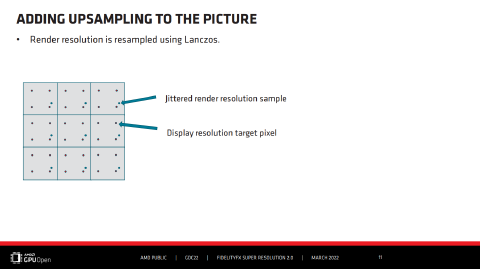 ADDING UPSAMPLING TO THE PICTURE
• Render resolution is resampled using Lanczos.
Jittered render resolution sample
Display resolution target pixel
AMD
GPUOpen
AMD PUBLIC | GDC22 | FIDELITYFX SUPER RESOLUTION 2.0 | MARCH 2022
11